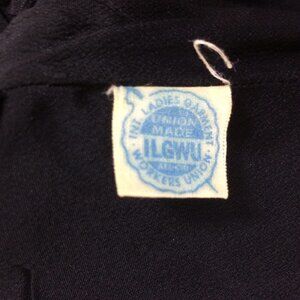 INT. LADIES GARMENT
UNION
MADE
ILGWU
WORKERS UNION